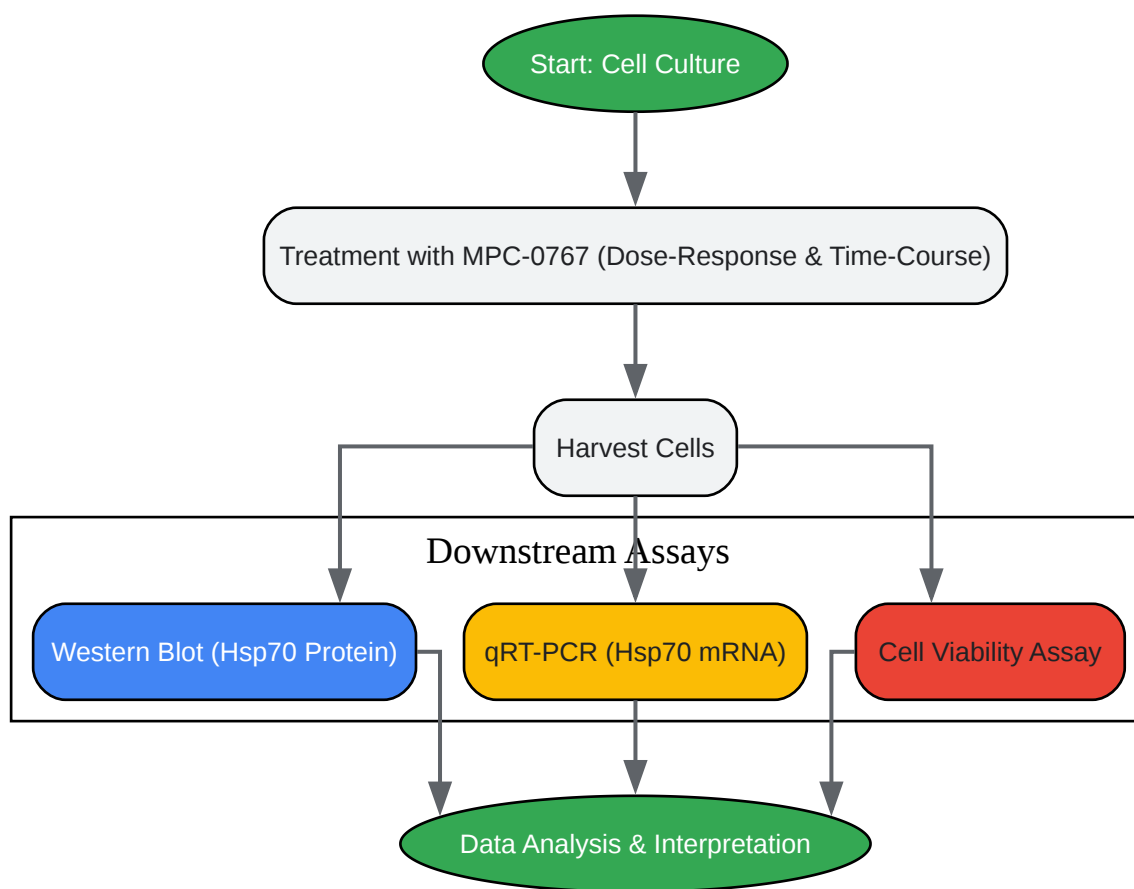 Start: Cell Culture
Treatment with MPC-0767 (Dose-Response & Time-Course)
Harvest Cells
Downstream Assays
Western Blot (Hsp70 Protein)
qRT-PCR (Hsp70 mRNA)
Cell Viability Assay
Data Analysis & Interpretation